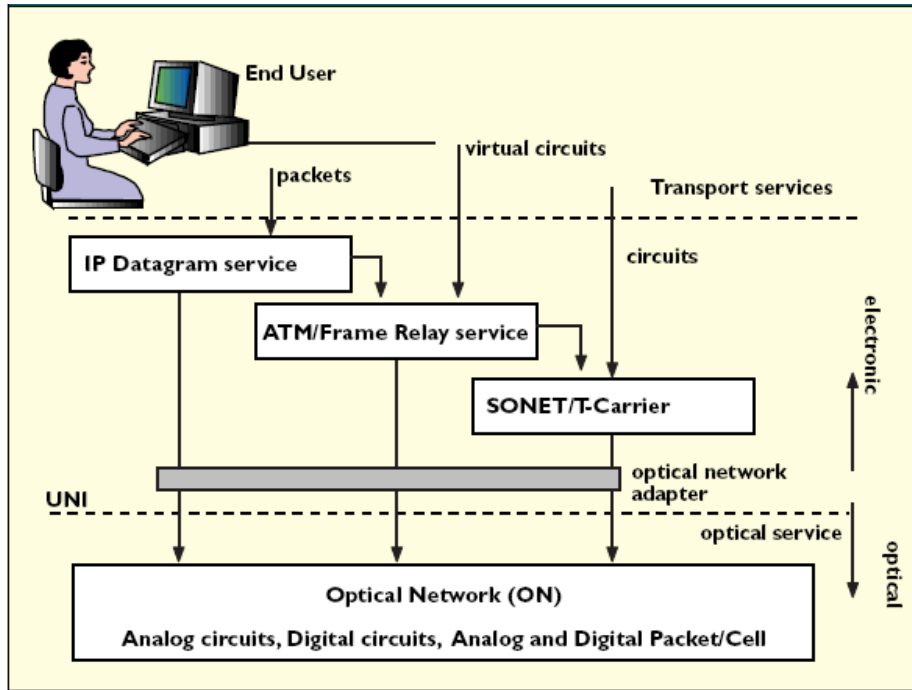 End User
virtual circuits
packets
Transport services
IP Datagram service
circuits
ATM/Frame Relay service
electronic
SONET/T-Carrier
optical network
adapter
UNI
optical service
optical
Optical Network (ON)
Analog circuits, Digital circuits, Analog and Digital Packet/Cell